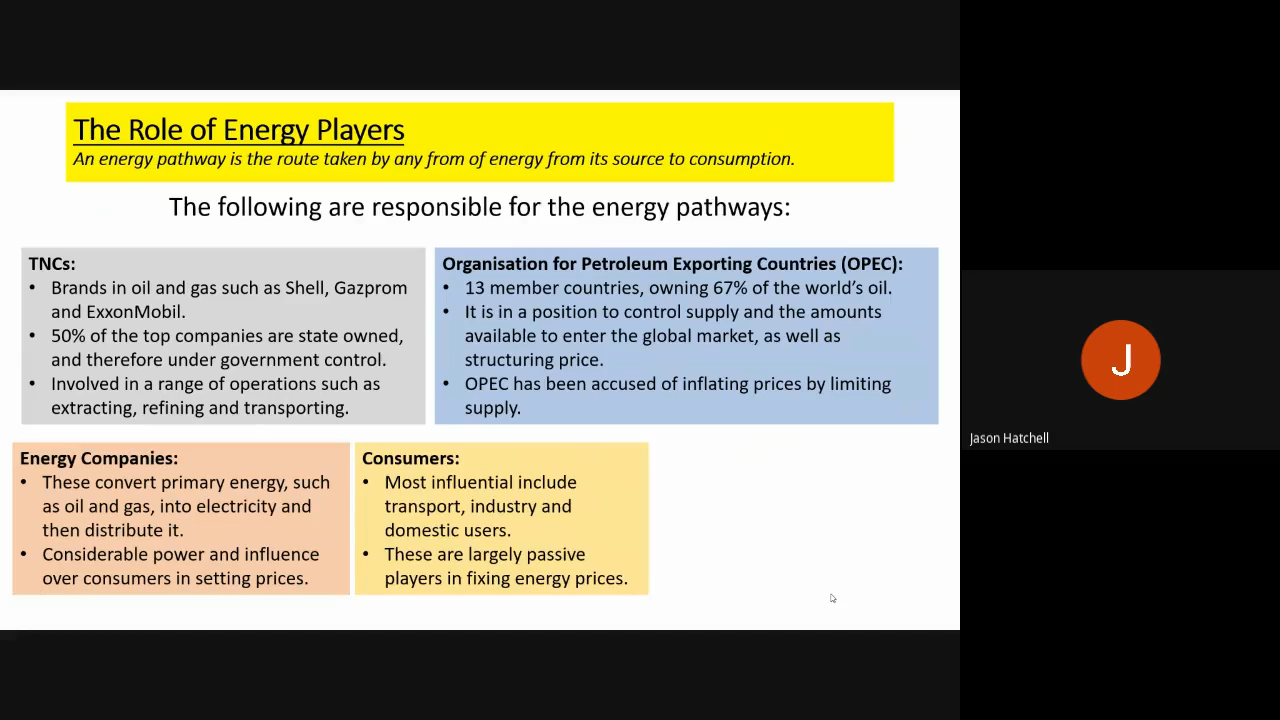 The Role of Energy Players
An energy pathway is the route taken by any from of energy from its source to consumption.
The following are responsible for the energy pathways:
TNCs:
• Brands in oil and gas such as Shell, Gazprom
and ExxonMobil.
• 50% of the top companies are state owned,
and therefore under government control.
• Involved in a range of operations such as
extracting, refining and transporting.
Organisation for Petroleum Exporting Countries (OPEC):
• 13 member countries, owning 67% of the world's oil.
• It is in a position to control supply and the amounts
available to enter the global market, as well as
structuring price.
• OPEC has been accused of inflating prices by limiting
supply.
Energy Companies:
• These convert primary energy, such
as oil and gas, into electricity and
then distribute it.
• Considerable power and influence
over consumers in setting prices.
Consumers:
• Most influential include
transport, industry and
domestic users.
• These are largely passive
players in fixing energy prices.
J
Jason Hatchell